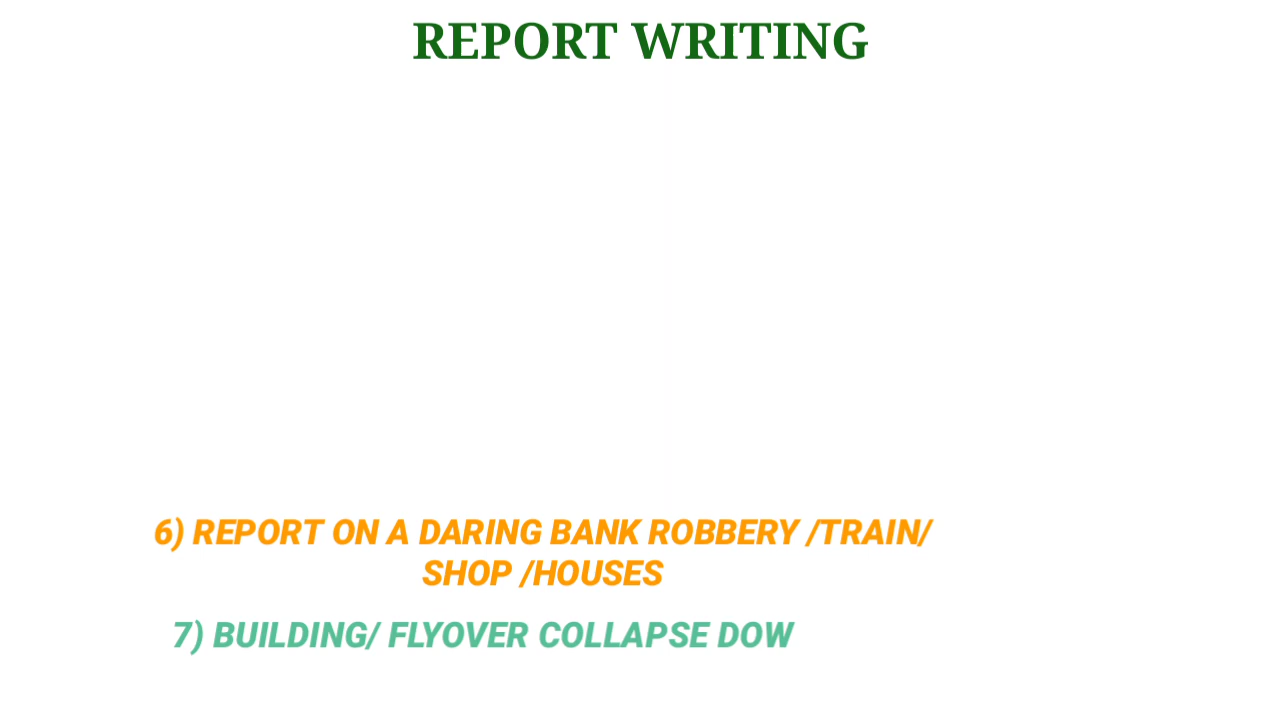 REPORT WRITING
6) REPORT ON A DARING BANK ROBBERY /TRAIN/
SHOP /HOUSES
7) BUILDING/ FLYOVER COLLAPSE DOW